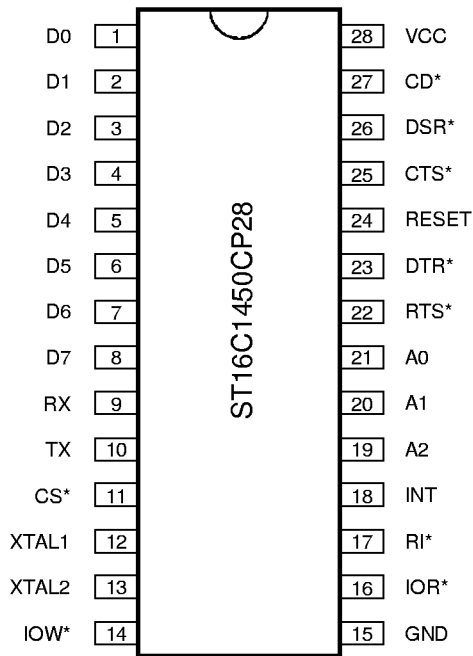 D0 1 28 VCC
D1 2 27 CD*
D2 3 26 DSR*
D3 4 25 CTS*
D4 5 24 RESET
D5 6 23 DTR*
D6 7 22 RTS*
D7 8 21 A0
RX 9 20 A1
TX 10 19 A2
CS* 11 18 INT
XTAL1 12 17 RI*
XTAL2 13 16 IOR*
IOW* 14 15 GND
ST16C1450CP28